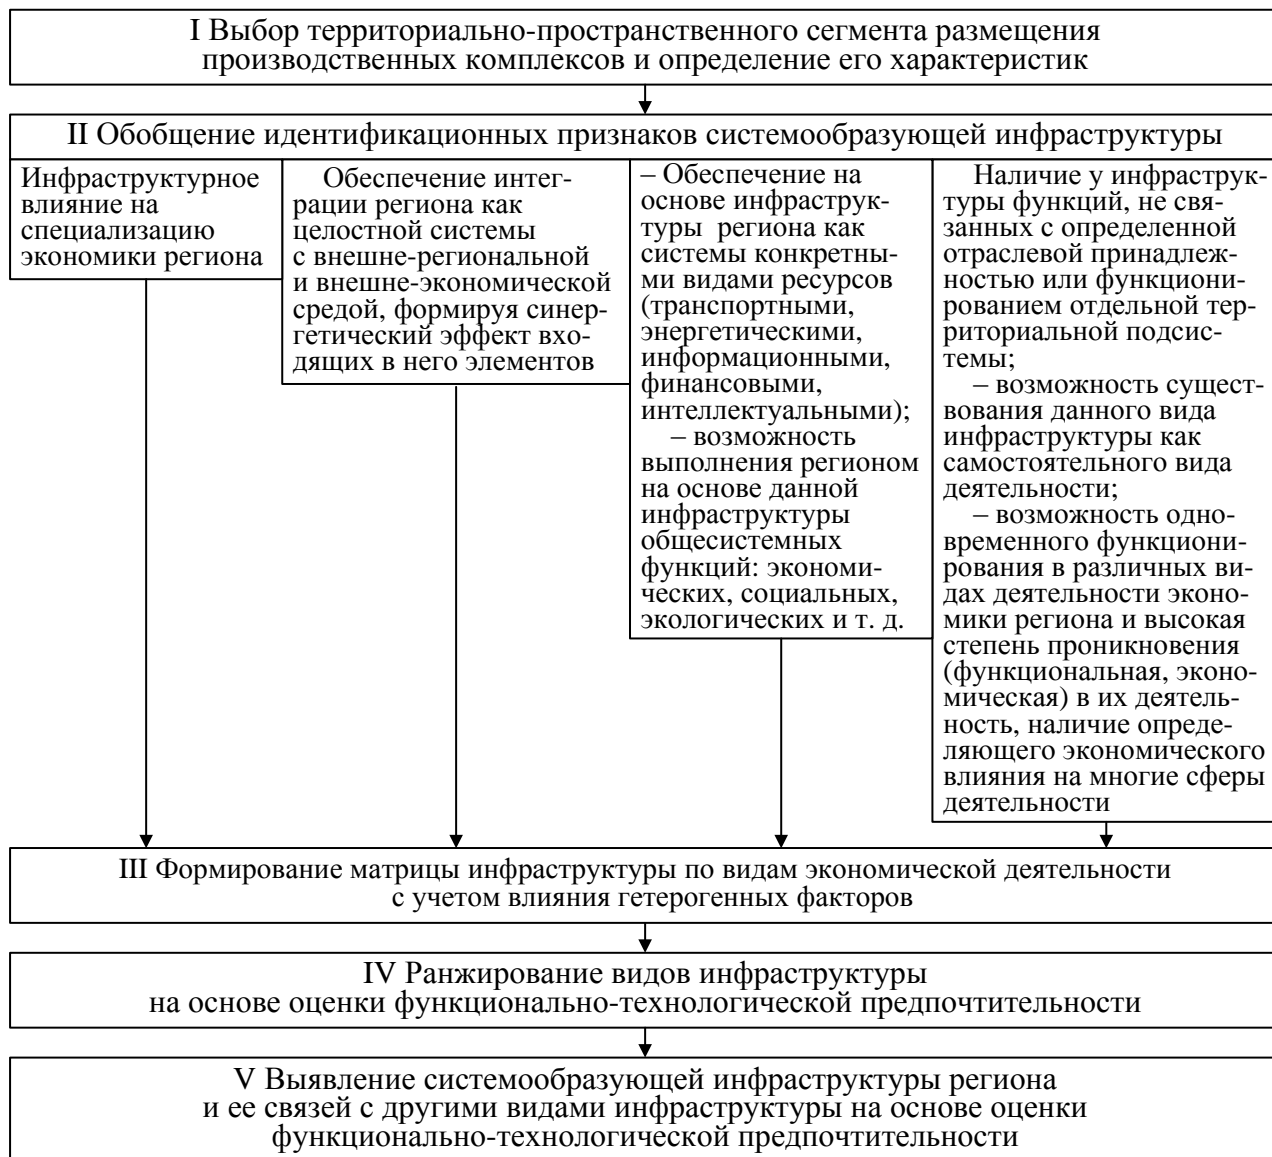 I Выбор территориально-пространственного сегмента размещения
производственных комплексов и определение его характеристик
II Обобщение идентификационных признаков системообразующей инфраструктуры
Инфраструктурное
влияние на
специализацию
экономики региона
Обеспечение интег-
рации региона как
целостной системы
с внешне-региональной
и внешне-экономической
средой, формируя синер-
гетический эффект вхо-
дящих в него элементов
– Обеспечение на
основе инфраструк-
туры региона как
системы конкретны-
ми видами ресурсов
(транспортными,
энергетическими,
информационными,
финансовыми,
интеллектуальными);
– возможность
выполнения регионом
на основе данной
инфраструктуры
общесистемных
функций: экономи-
ческих, социальных,
экологических и т. д.
Наличие у инфраструк-
туры функций, не свя-
занных с определенной
отраслевой принадлеж-
ностью или функциони-
рованием отдельной тер-
риториальной подсис-
темы;
– возможность сущест-
вования данного вида
инфраструктуры как
самостоятельного вида
деятельности;
– возможность одно-
временного функциони-
рования в различных ви-
дах деятельности эконо-
мики региона и высокая
степень проникновения
(функциональная, эконо-
мическая) в их деятель-
ность, наличие опреде-
ляющего экономического
влияния на многие сферы
деятельности
III Формирование матрицы инфраструктуры по видам экономической деятельности
с учетом влияния гетерогенных факторов
IV Ранжирование видов инфраструктуры
на основе оценки функционально-технологической предпочтительности
V Выявление системообразующей инфраструктуры региона
и ее связей с другими видами инфраструктуры на основе оценки
функционально-технологической предпочтительности